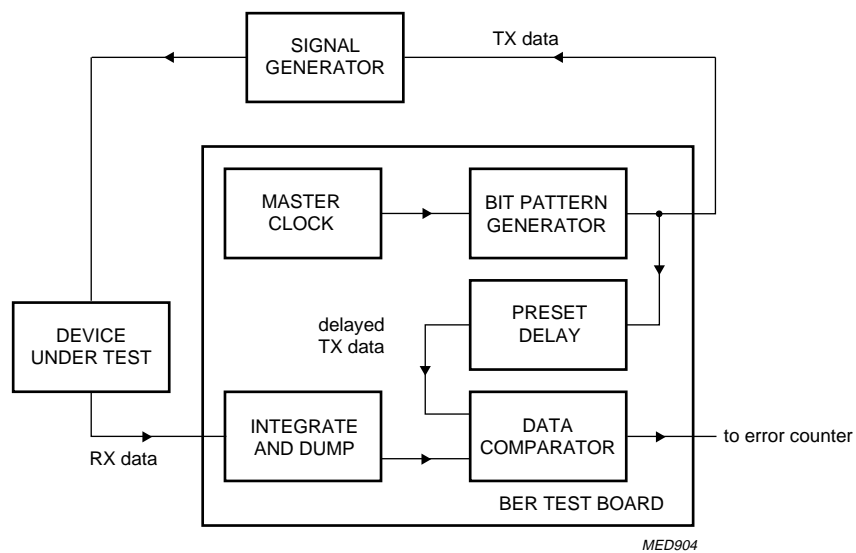 SIGNAL
GENERATOR
TX data
MASTER
CLOCK
BIT PATTERN
GENERATOR
DEVICE
UNDER TEST
delayed
TX data
PRESET
DELAY
INTEGRATE
AND DUMP
DATA
COMPARATOR
to error counter
RX data
BER TEST BOARD
MED904